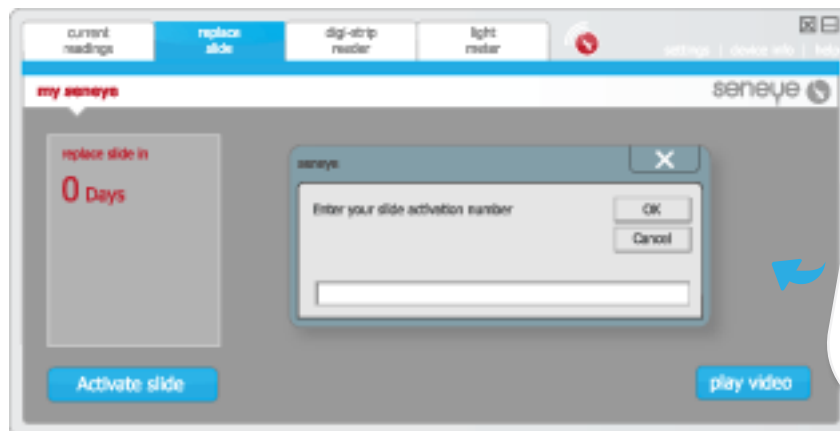 current readings
replace slide
digi-strip reader
light meter
settings | device info | help
my seneye
seneye
replace slide in
0 Days
seneye
Enter your slide activation number
OK
Cancel
Activate slide
play video